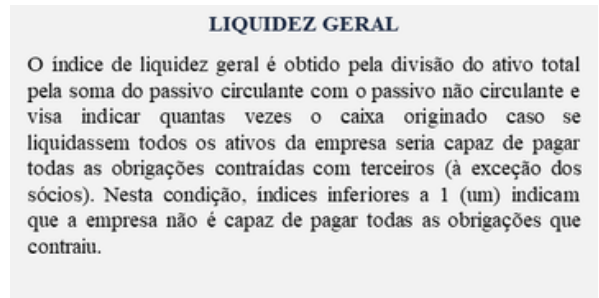 LIQUIDEZ GERAL
O índice de liquidez geral é obtido pela divisão do ativo total
pela soma do passivo circulante com o passivo não circulante e
visa indicar quantas vezes o caixa originado caso se
liquidassem todos os ativos da empresa seria capaz de pagar
todas as obrigações contraídas com terceiros (à exceção dos
sócios). Nesta condição, índices inferiores a 1 (um) indicam
que a empresa não é capaz de pagar todas as obrigações que
contraiu.